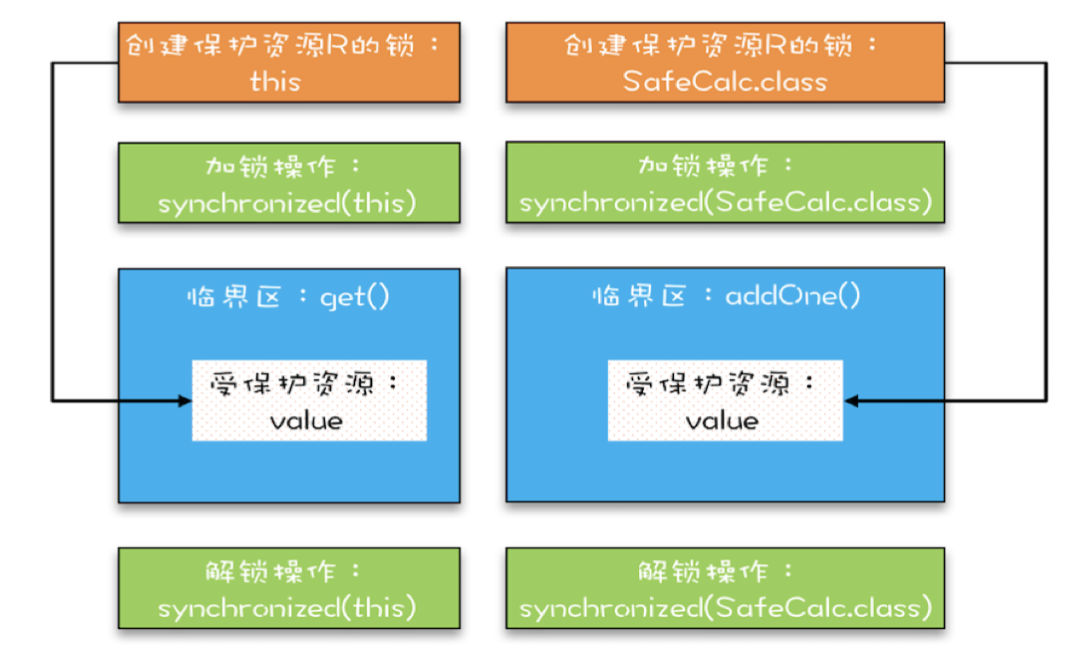 创建保护资源R的锁：
this
加锁操作：
synchronized(this)
临界区：get()
受保护资源：
value
解锁操作：
synchronized(this)
创建保护资源R的锁：
SafeCalc.class
加锁操作：
synchronized(SafeCalc.class)
临界区：addOne()
受保护资源：
value
解锁操作：
synchronized(SafeCalc.class)